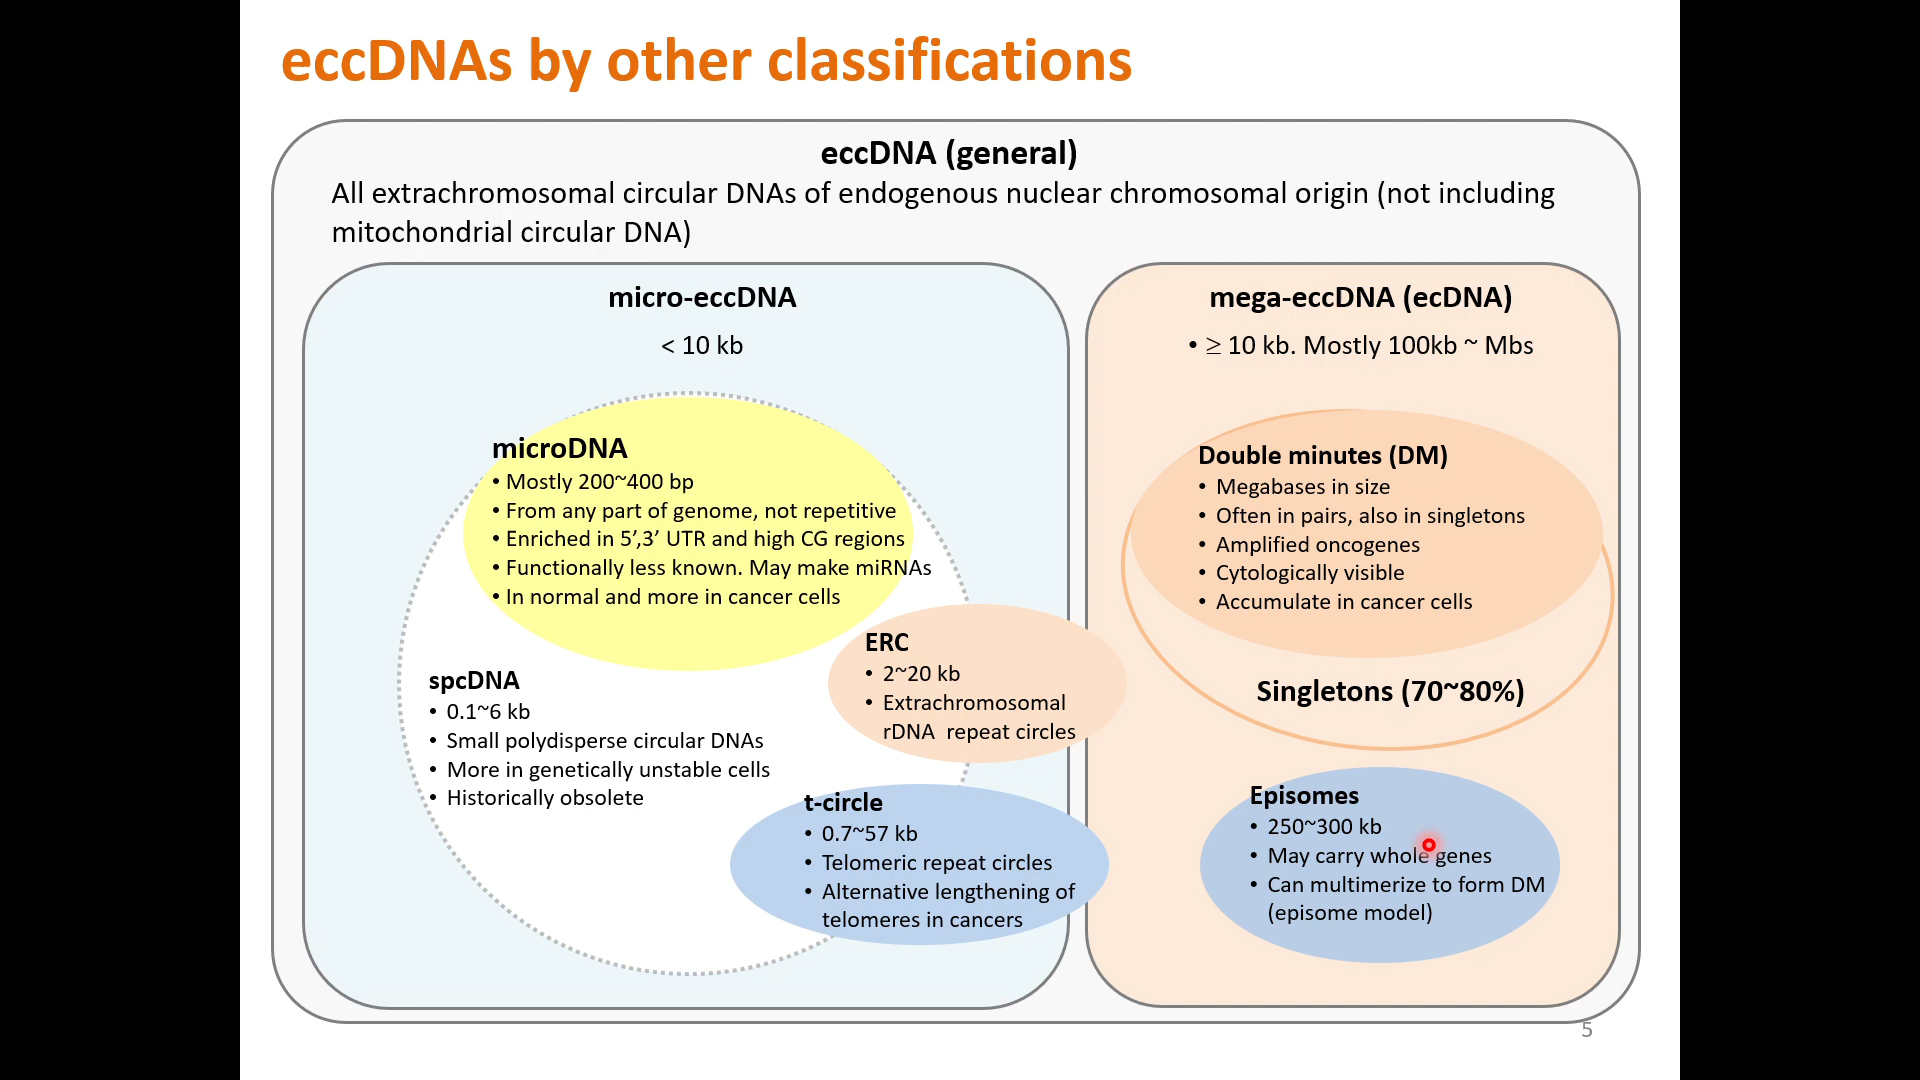 eccDNAs by other classifications
eccDNA (general)
All extrachromosomal circular DNAs of endogenous nuclear chromosomal origin (not including
mitochondrial circular DNA)
micro-eccDNA
< 10 kb
microDNA
• Mostly 200~400 bp
• From any part of genome, not repetitive
• Enriched in 5’,3’ UTR and high CG regions
• Functionally less known. May make miRNAs
• In normal and more in cancer cells
spcDNA
• 0.1~6 kb
• Small polydisperse circular DNAs
• More in genetically unstable cells
• Historically obsolete
ERC
• 2~20 kb
• Extrachromosomal
rDNA repeat circles
t-circle
• 0.7~57 kb
• Telomeric repeat circles
• Alternative lengthening of
telomeres in cancers
mega-eccDNA (ecDNA)
• ≥ 10 kb. Mostly 100kb ~ Mbs
Double minutes (DM)
• Megabases in size
• Often in pairs, also in singletons
• Amplified oncogenes
• Cytologically visible
• Accumulate in cancer cells
Singletons (70~80%)
Episomes
• 250~300 kb
• May carry whole genes
• Can multimerize to form DM
(episome model)
5